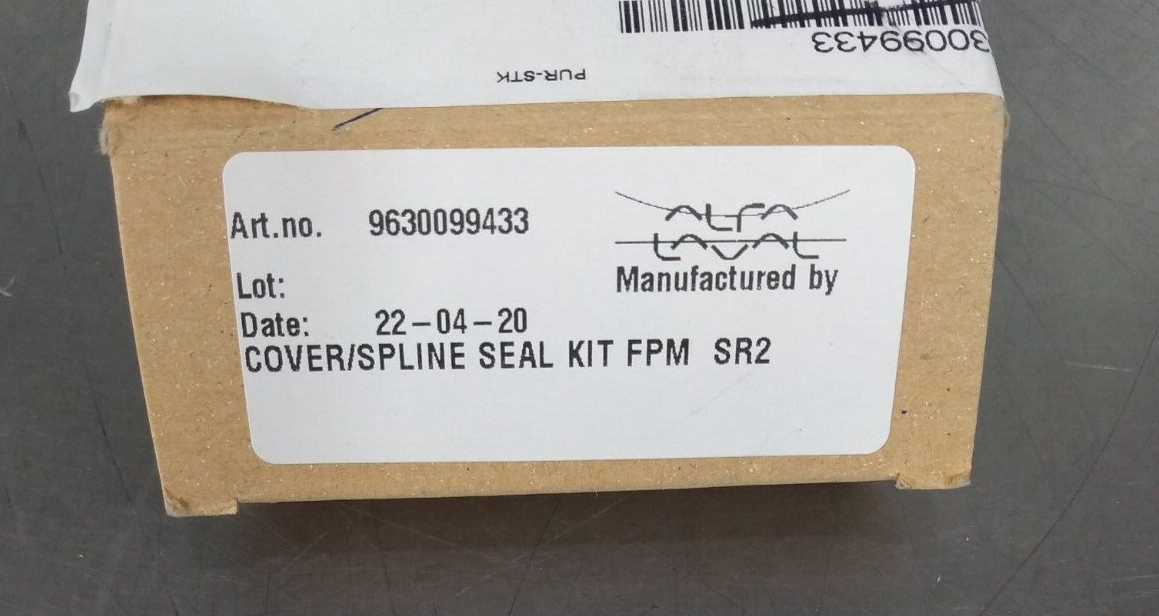 30099433
PUR-STK
Art.no. 9630099433
ALFA
LAVAL
Manufactured by
Lot:
Date: 22-04-20
COVER/SPLINE SEAL KIT FPM SR2